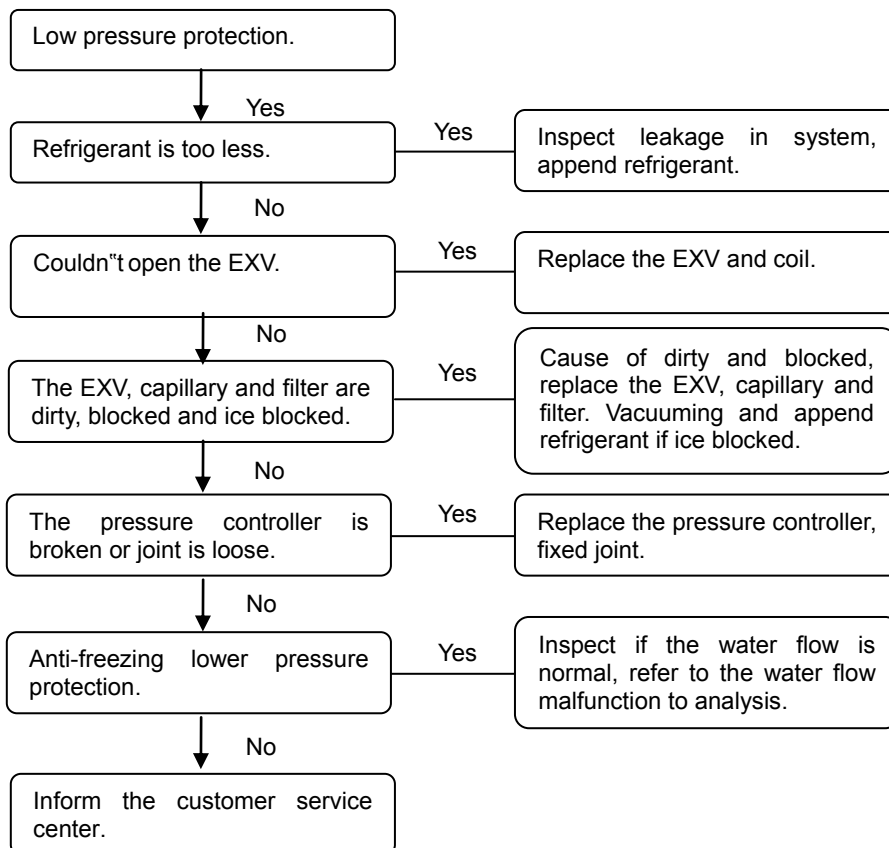 Low pressure protection.
Yes
Refrigerant is too less.
Yes
Inspect leakage in system,
append refrigerant.
No
Couldn‟t open the EXV.
Yes
Replace the EXV and coil.
No
The EXV, capillary and filter are
dirty, blocked and ice blocked.
Yes
Cause of dirty and blocked,
replace the EXV, capillary and
filter. Vacuuming and append
refrigerant if ice blocked.
No
The pressure controller is
broken or joint is loose.
Yes
Replace the pressure controller,
fixed joint.
No
Anti-freezing lower pressure
protection.
Yes
Inspect if the water flow is
normal, refer to the water flow
malfunction to analysis.
No
Inform the customer service
center.